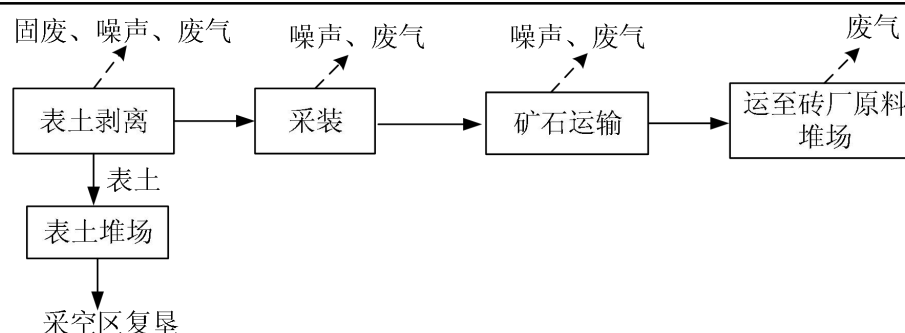 固废、噪声、废气
噪声、废气
噪声、废气
废气
表土剥离
采装
矿石运输
运至砖厂原料
堆场
表土
表土堆场
采空区复垦